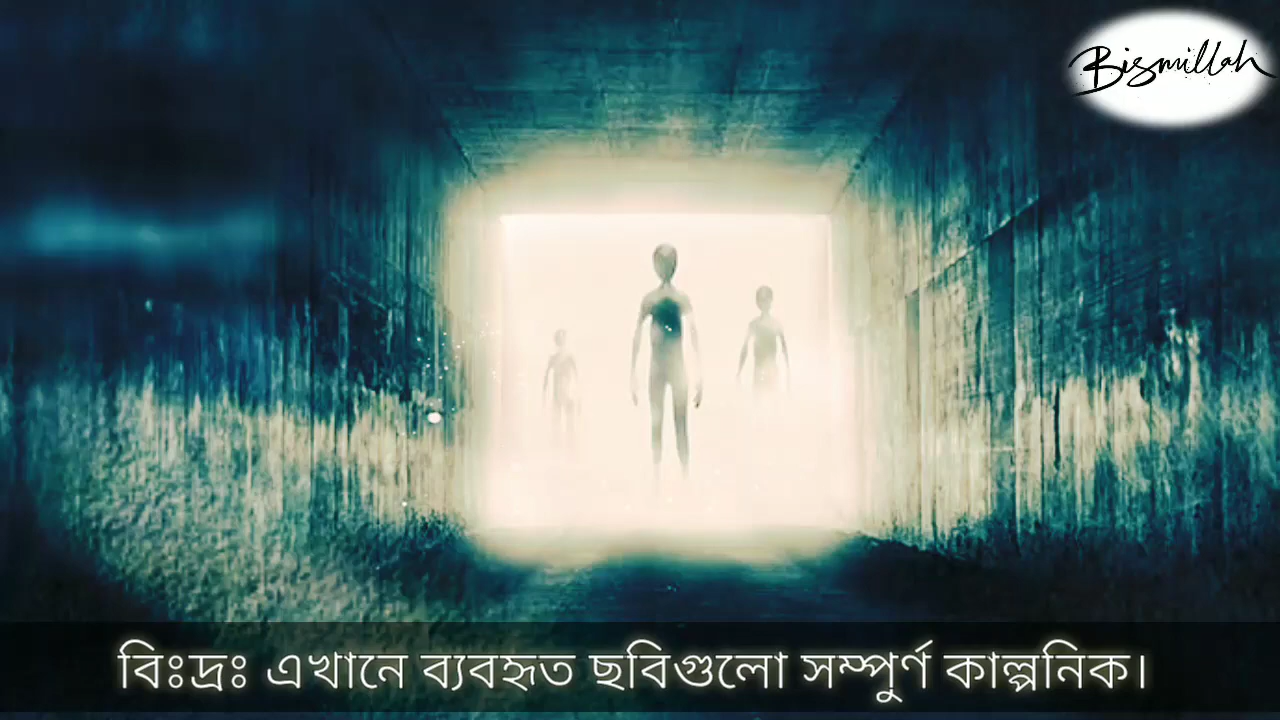 Bismillah
বিঃদ্রঃ এখানে ব্যবহৃত ছবিগুলো সম্পুর্ণ কাল্পনিক।